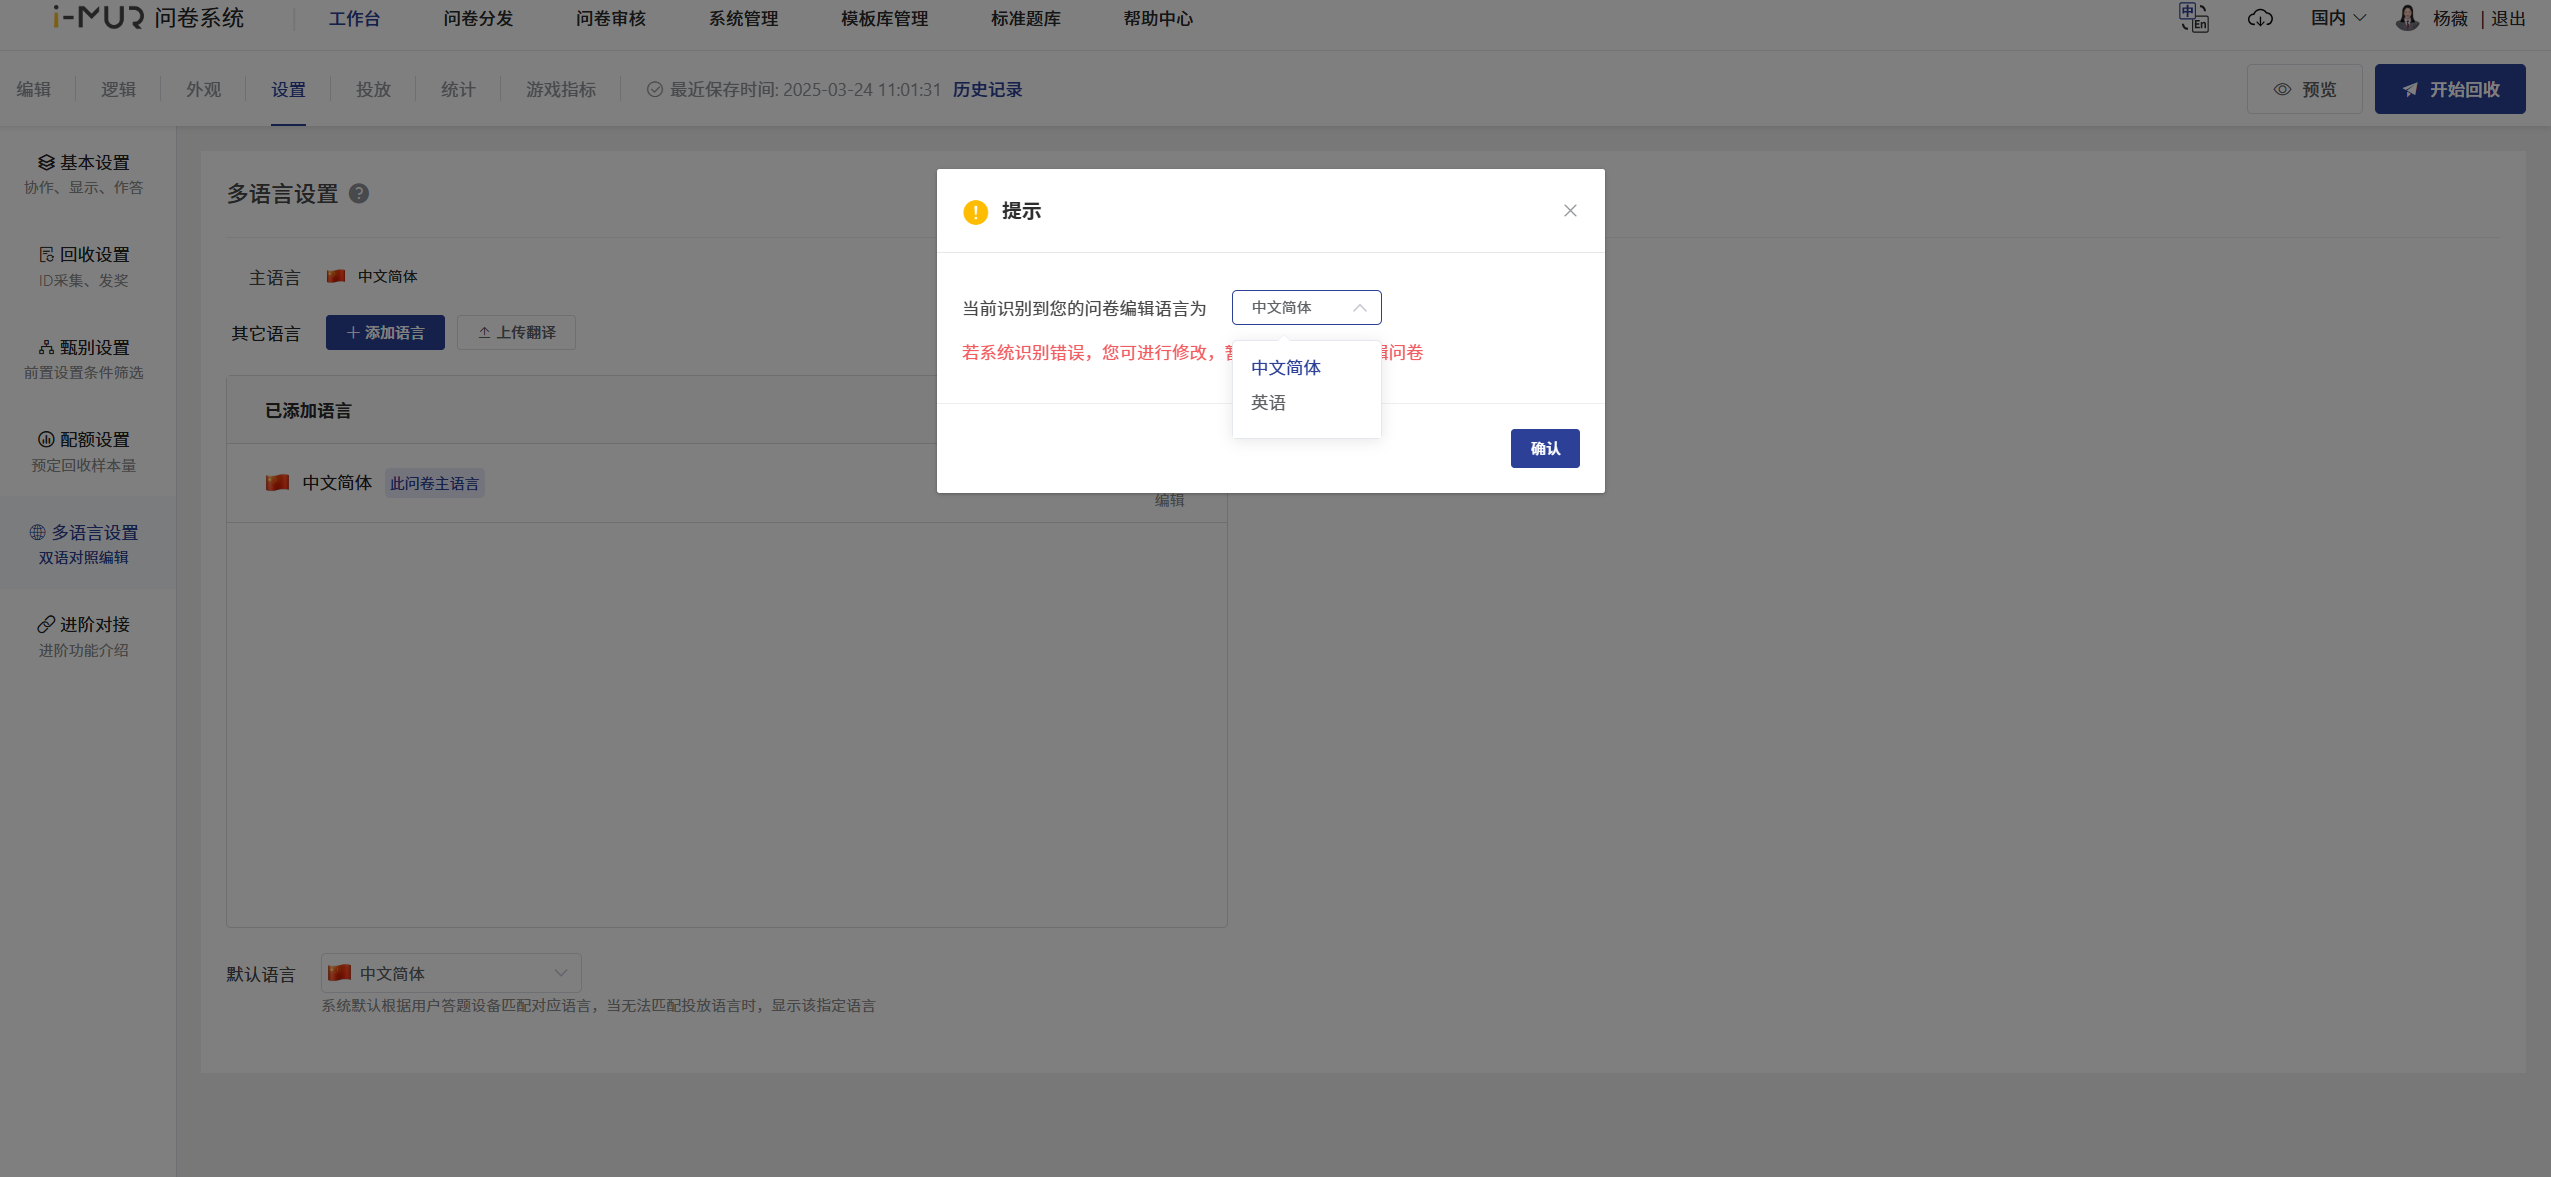 i-MUR 问卷系统
工作台
问卷分发
问卷审核
系统管理
模板库管理
标准题库
帮助中心
中
En
国内
杨薇 | 退出
编辑
逻辑
外观
设置
投放
统计
游戏指标
最近保存时间: 2025-03-24 11:01:31 历史记录
预览
开始回收
基本设置
协作、显示、作答
回收设置
ID采集、发奖
甄别设置
前置设置条件筛选
配额设置
预定回收样本量
多语言设置
双语对照编辑
进阶对接
进阶功能介绍
多语言设置
主语言 中文简体
其它语言 添加语言 上传翻译
已添加语言
中文简体 此问卷主语言
编辑
默认语言 中文简体
系统默认根据用户答题设备匹配对应语言，当无法匹配投放语言时，显示该指定语言
提示
当前识别到您的问卷编辑语言为 中文简体
若系统识别错误，您可进行修改，
问卷
中文简体
英语
确认